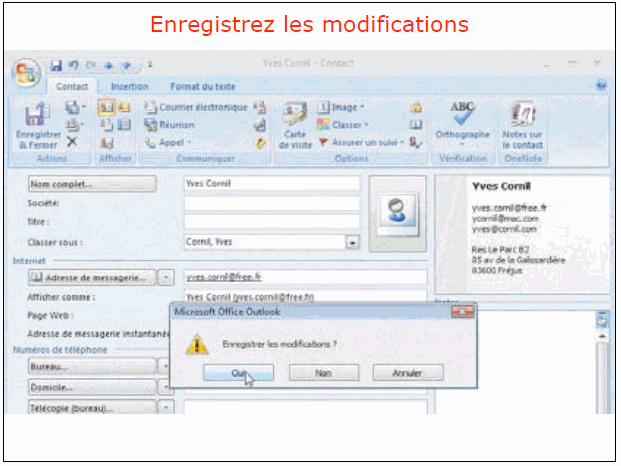 Enregistrez les modifications
Yves Cornil - Contact
Contact Insertion Format du texte
Enregistrer & Fermer
Actions
Afficher
Courrier électronique
Réunion
Appel
Communiquer
Carte de visite
Image
Classer
Assurer un suivi
Options
ABC
Orthographe
Vérification
Notes sur le contact
OneNote
Nom complet... Yves Cornil
Société:
Titre :
Classer sous : Cornil, Yves
Internet
Adresse de messagerie... yves.cornil@free.fr
Afficher comme : Yves Cornil (yves.cornil@free.fr)
Page Web :
Adresse de messagerie instantané
Numéros de téléphone
Bureau...
Domicile...
Télécopie (bureau)...
Yves Cornil
yves.cornil@free.fr
ycornil@mac.com
yves@cornil.com
Res Le Parc B2
85 av de la Galissardère
83600 Fréjus
Notes
Microsoft Office Outlook
Enregistrer les modifications ?
Oui Non Annuler